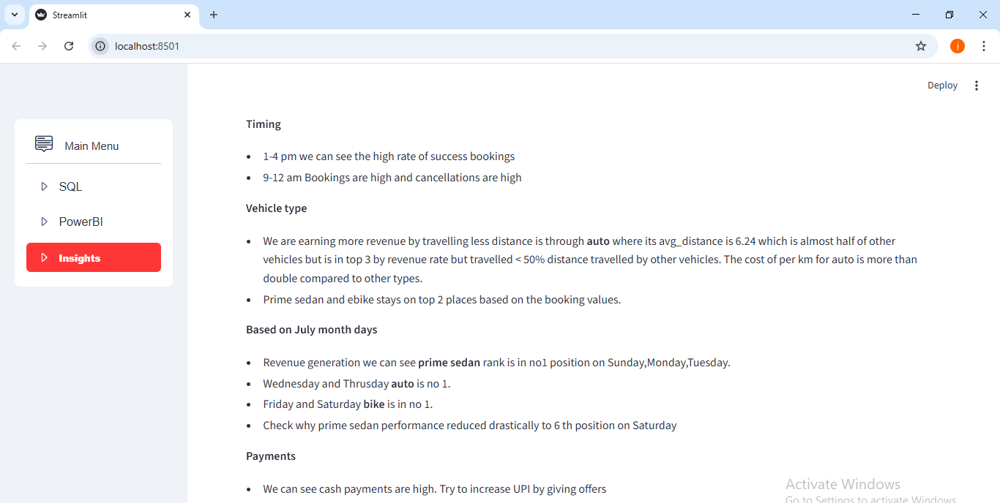 Streamlit
localhost:8501
j
Deploy
Main Menu
SQL
PowerBI
Insights
Timing
1-4 pm we can see the high rate of success bookings
9-12 am Bookings are high and cancellations are high
Vehicle type
We are earning more revenue by travelling less distance is through auto where its avg_distance is 6.24 which is almost half of other
vehicles but is in top 3 by revenue rate but travelled < 50% distance travelled by other vehicles. The cost of per km for auto is more than
double compared to other types.
Prime sedan and ebike stays on top 2 places based on the booking values.
Based on July month days
Revenue generation we can see prime sedan rank is in no1 position on Sunday,Monday,Tuesday.
Wednesday and Thrusday auto is no 1.
Friday and Saturday bike is in no 1.
Check why prime sedan performance reduced drastically to 6 th position on Saturday
Payments
We can see cash payments are high. Try to increase UPI by giving offers
Activate Windows
Go to Settings to activate Windows